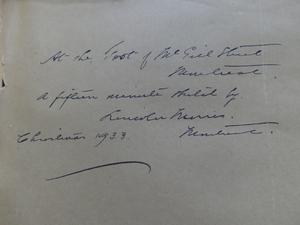 At the Foot of McGill Street
Montreal.
A fifteen minute sketch by
Lincoln Morris.
Christmas 1933. Montreal.